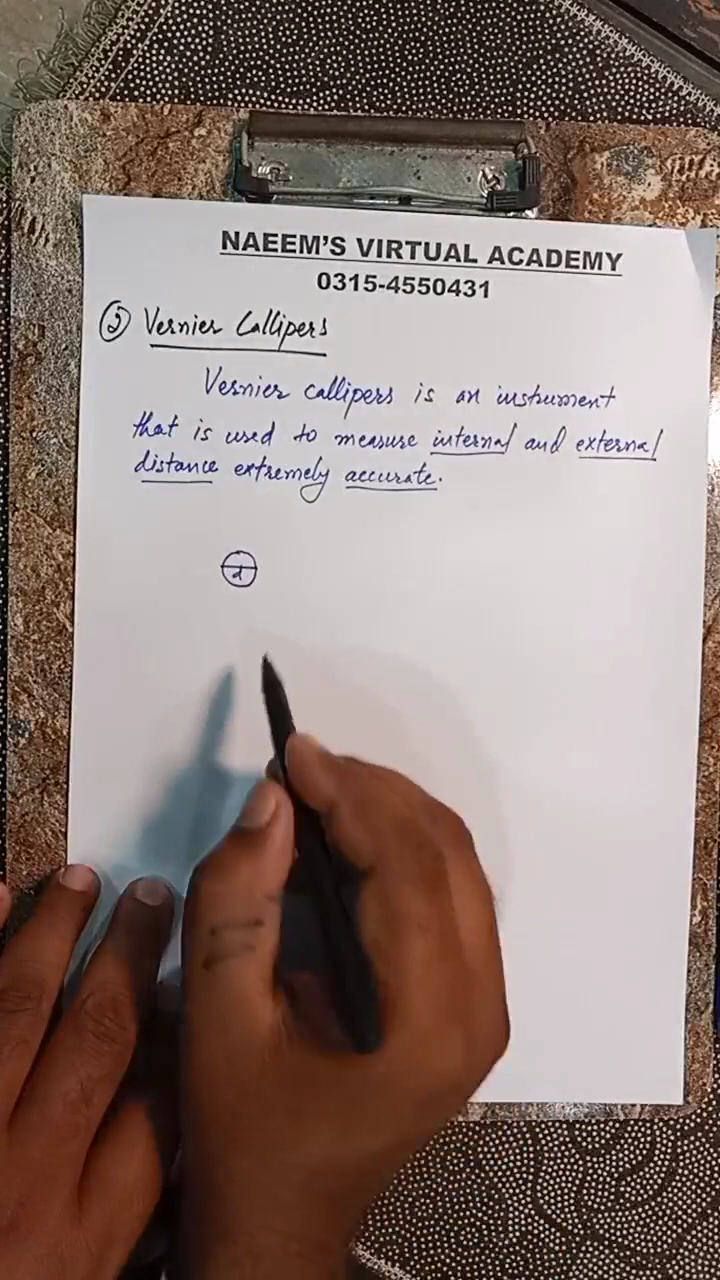 NAEEM'S VIRTUAL ACADEMY
0315-4550431
② Vernier Callipers
Vernier callipers is an instrument
that is used to measure internal and external
distance extremely accurate.
d